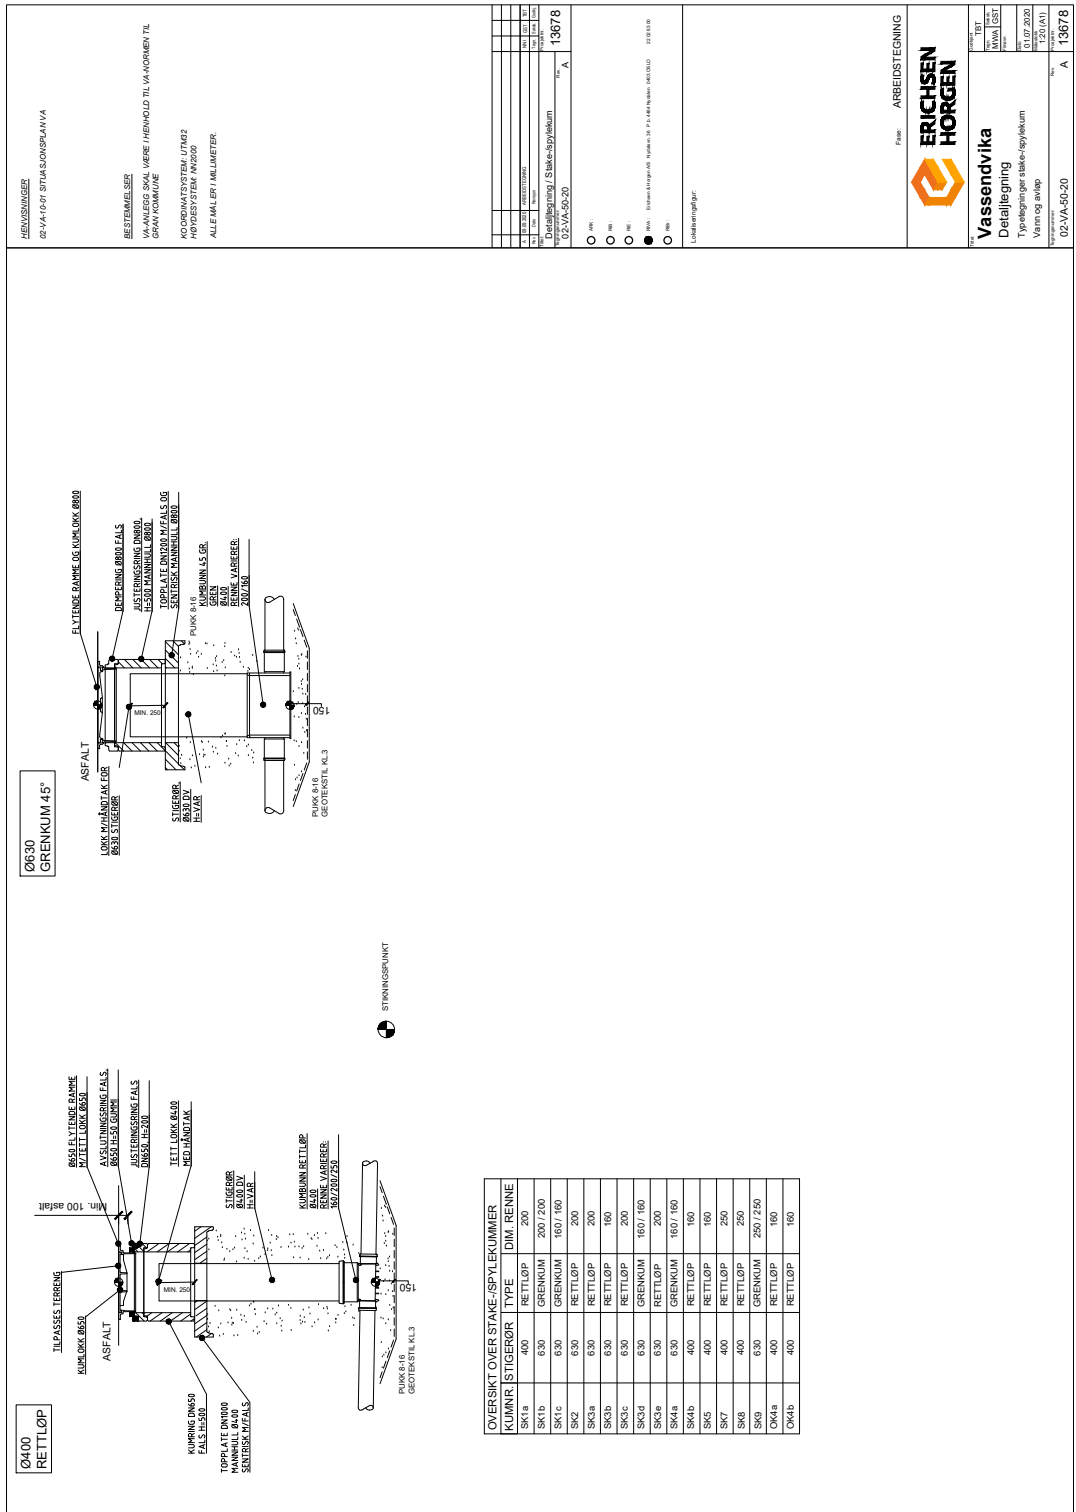 HENVISNINGER
02-VA-10-01 SITUASJONSPLAN VA
BESTEMMELSER
VA-ANLEGG SKAL VÆRE I HENHOLD TIL VA-NORMEN TIL
GRAN KOMMUNE
KOORDINATSYSTEM: UTM32
HØYDESYSTEM: NN2000
ALLE MÅL ER I MILLIMETER.
Ø400
RETTLØP
TILPASSES TERRENG
KUMLOKK Ø650
ASFALT
Min. 100 asfalt
Ø650 FLYTENDE RAMME
M/TETT LOKK Ø650
AVSLUTNINGSRING FALS,
Ø650 H=50 GUMMI
JUSTERINGSRING FALS
DN650, H=200
TETT LOKK Ø400
MED HÅNDTAK
MIN. 250
KUMRING DN650
FALS H=500
TOPPLATE DN1000
MANNHULL Ø400
SENTRISK M/FALS
STIGERØR
Ø400 DV
H=VAR
KUMBUNN RETTLØP
Ø400
RENNE VARIERER:
160/200/250
150
PUKK 8-16
GEOTEKSTIL KL3
STIKNINGSPUNKT
Ø630
GRENKUM 45°
ASFALT
FLYTENDE RAMME OG KUMLOKK Ø800
DEMPERING Ø800 FALS
JUSTERINGSRING DN800,
H=500 MANNHULL Ø800
TOPPLATE DN1200 M/FALS OG
SENTRISK MANNHULL Ø800
PUKK 8-16
KUMBUNN 45 GR.
GREN
Ø400
RENNE VARIERER:
200/160
LOKK M/HÅNDTAK FOR
Ø630 STIGERØR
MIN. 250
STIGERØR,
Ø630 DV
H=VAR
150
PUKK 8-16
GEOTEKSTIL KL3
OVERSIKT OVER STAKE-/SPYLEKUMMER
KUMNR. STIGERØR TYPE DIM. RENNE
SK1a 400 RETTLØP 200
SK1b 630 GRENKUM 200 / 200
SK1c 630 GRENKUM 160 / 160
SK2 630 RETTLØP 200
SK3a 630 RETTLØP 200
SK3b 630 RETTLØP 160
SK3c 630 RETTLØP 200
SK3d 630 GRENKUM 160 / 160
SK3e 630 RETTLØP 200
SK4a 630 GRENKUM 160 / 160
SK4b 400 RETTLØP 160
SK5 400 RETTLØP 160
SK7 400 RETTLØP 250
SK8 400 RETTLØP 250
SK9 630 GRENKUM 250 / 250
OK4a 400 RETTLØP 160
OK4b 400 RETTLØP 160
Detaljtegning / Stake-/spylekum
02-VA-50-20
A
13678
Lokaliseringsfigur:
Fase: ARBEIDSTEGNING
ERICHSEN
HORGEN
Vassendvika
Detaljtegning
Typetegninger stake-/spylekum
Vann og avløp
TBT
MWA GST
01.07.2020
1:20 (A1)
02-VA-50-20
A
13678